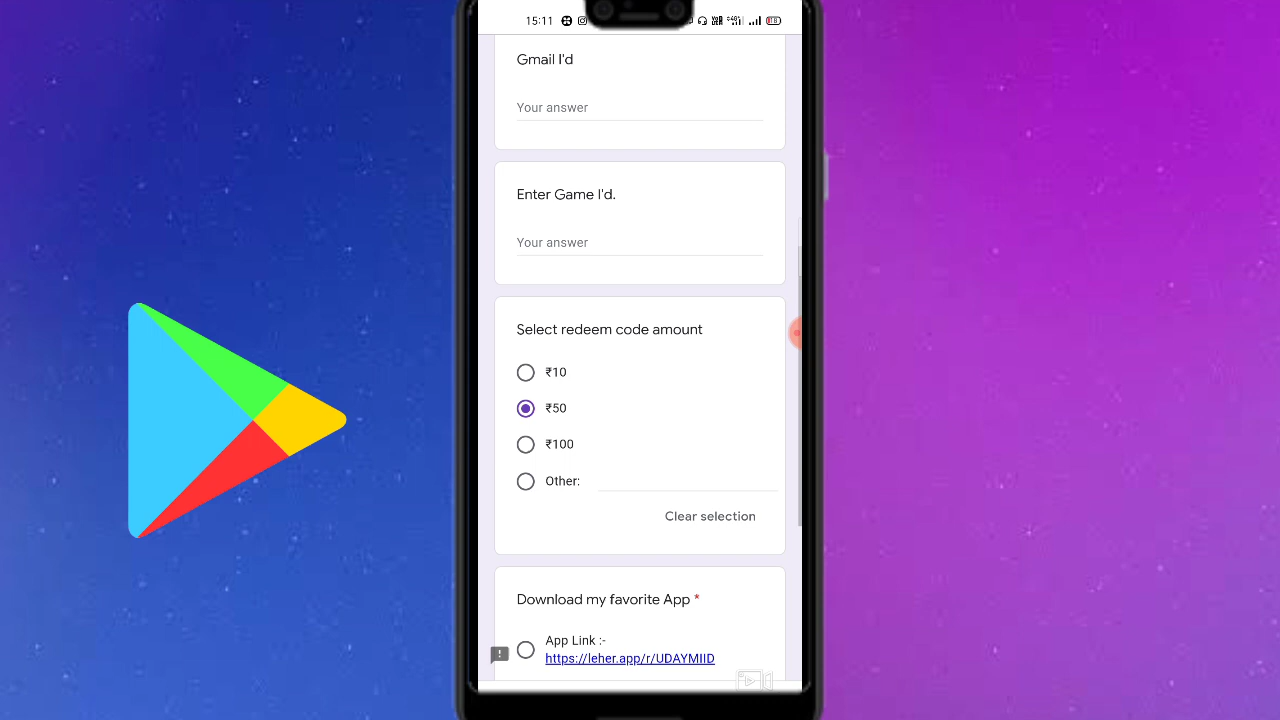 15:11
Gmail I'd
Your answer
Enter Game I'd.
Your answer
Select redeem code amount
₹10
₹50
₹100
Other:
Clear selection
Download my favorite App *
App Link :-
https://leher.app/r/UDAYMIID